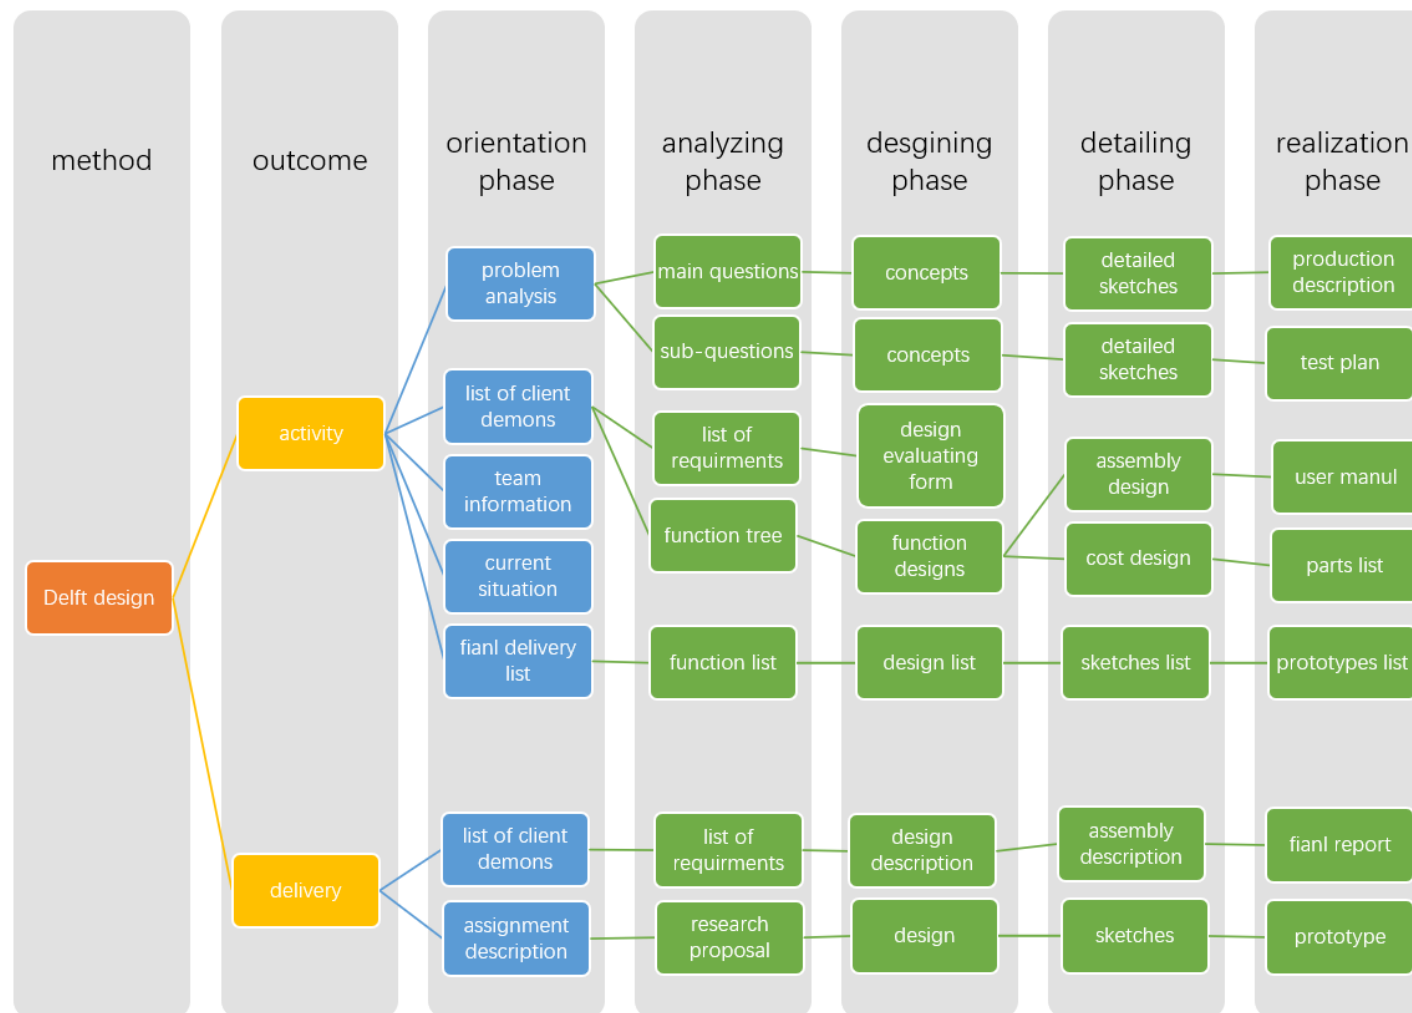 method
outcome
orientation
phase
analyzing
phase
desgining
phase
detailing
phase
realization
phase
Delft design
activity
delivery
problem
analysis
list of client
demons
team
information
current
situation
fianl delivery
list
list of client
demons
assignment
description
main questions
sub-questions
list of
requirments
function tree
function list
list of
requirments
research
proposal
concepts
concepts
design
evaluating
form
function
designs
design list
design
description
design
detailed
sketches
detailed
sketches
assembly
design
cost design
sketches list
assembly
description
sketches
production
description
test plan
user manul
parts list
prototypes list
fianl report
prototype